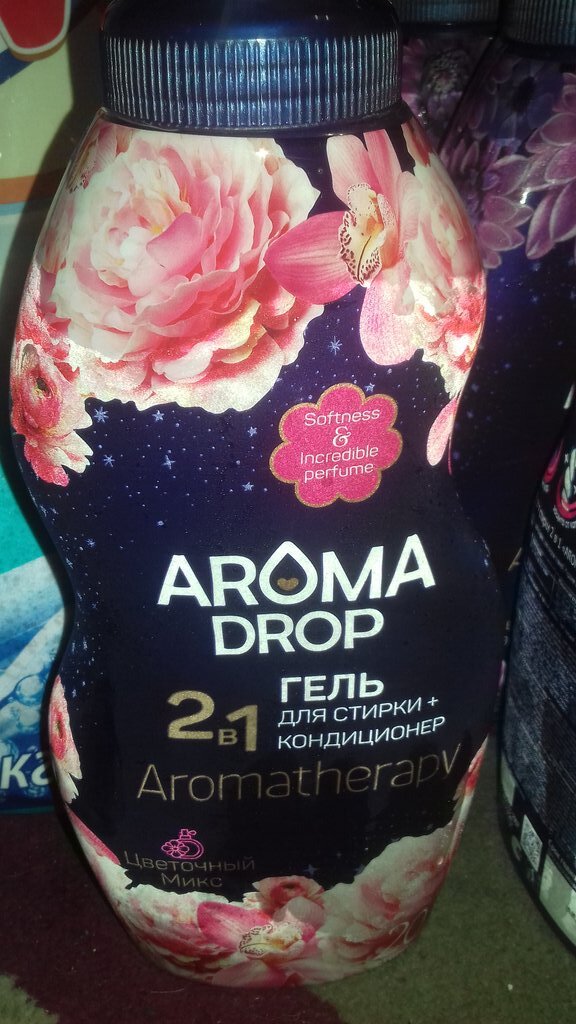 Softness
&
Incredible
perfume
AROMA
DROP
2в1
ГЕЛЬ
ДЛЯ СТИРКИ +
КОНДИЦИОНЕР
Aromatherapy
Цветочный
Микс